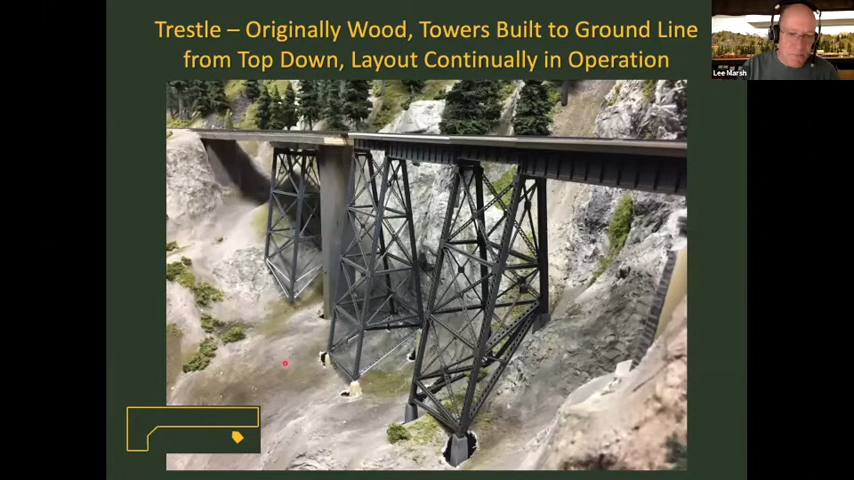 Trestle – Originally Wood, Towers Built to Ground Line
from Top Down, Layout Continually in Operation
Lee Marsh